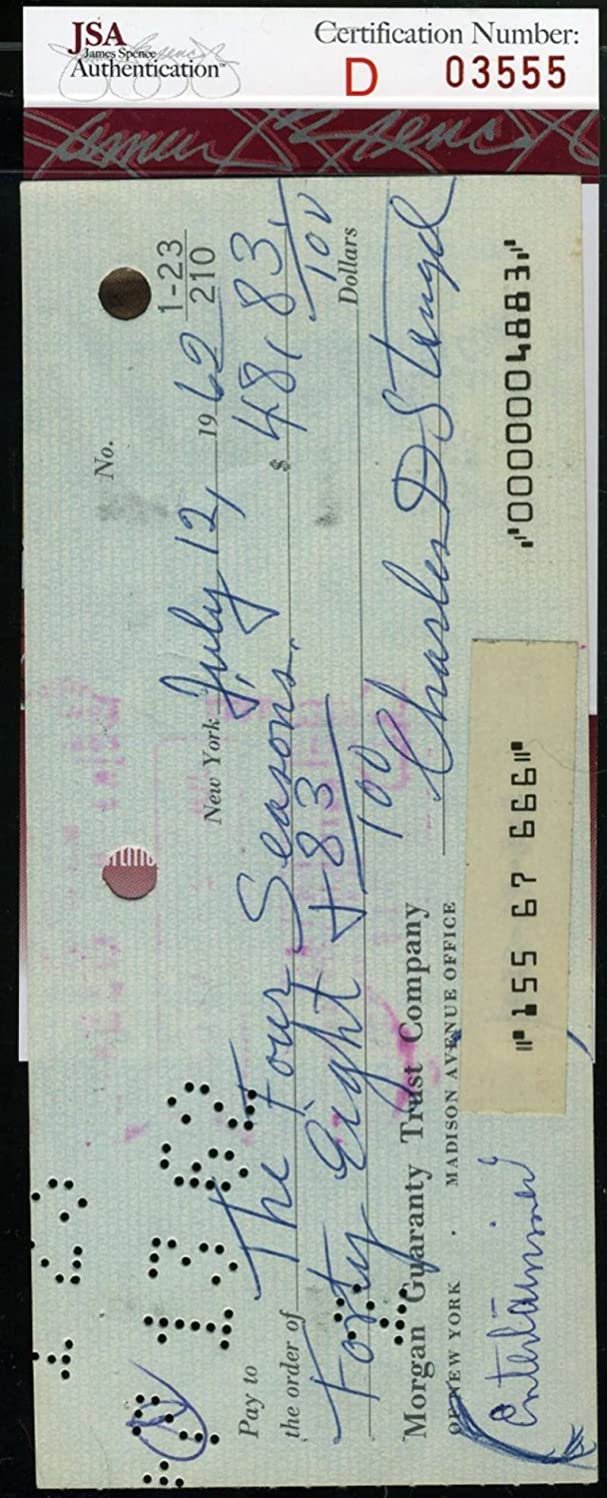 JSA
James Spence
Authentication™
Certification Number:
D 03555
No.
1-23
210
New York July 12, 1962
Pay to
the order of The Four Seasons. $ 48, 83/100
Forty Eight + 83/100 Dollars
Charles D Stengel
Morgan Guaranty Trust Company
OF NEW YORK · MADISON AVENUE OFFICE
Entertainment
155 67 666
0000004883